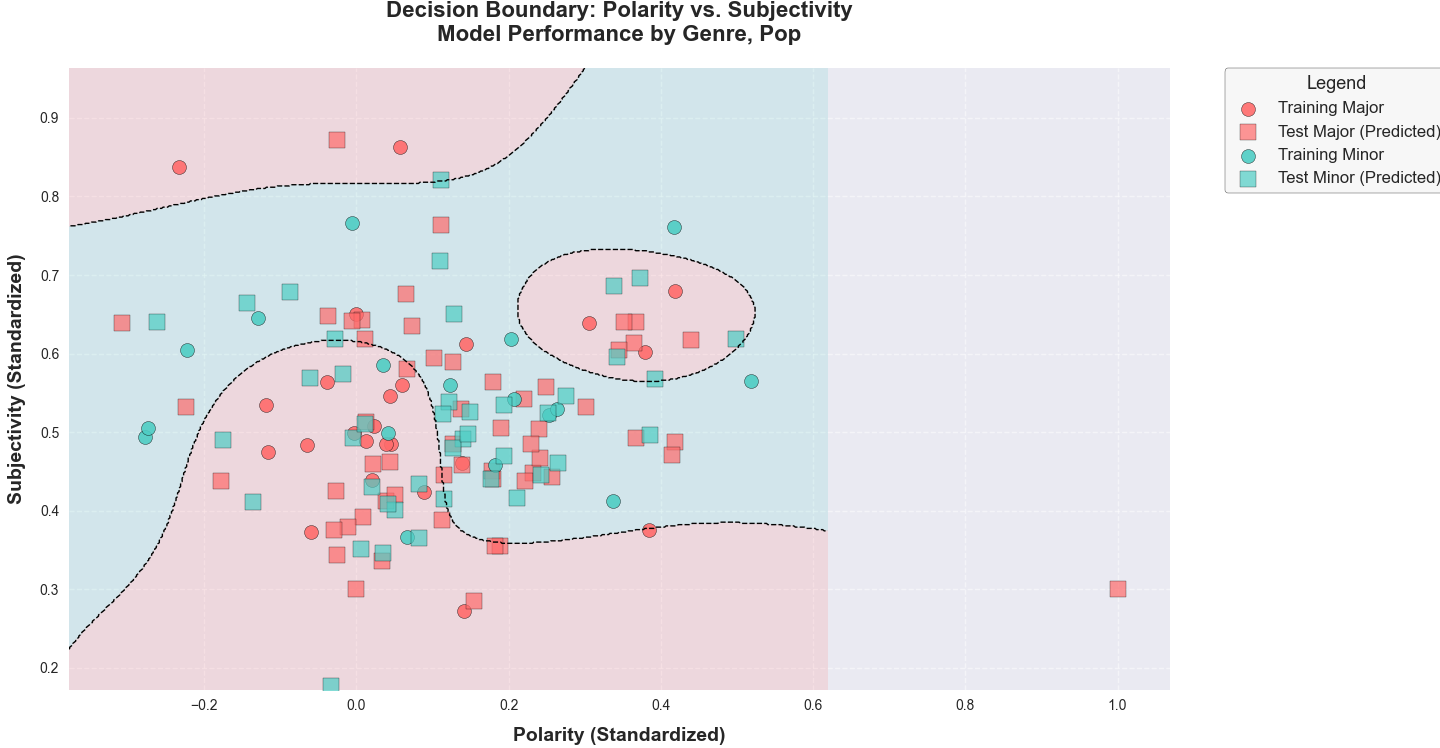 Decision Boundary: Polarity vs. Subjectivity
Model Performance by Genre, Pop
Legend
Training Major
Test Major (Predicted)
Training Minor
Test Minor (Predicted)
Subjectivity (Standardized)
0.9
0.8
0.7
0.6
0.5
0.4
0.3
0.2
−0.2
0.0
0.2
0.4
0.6
0.8
1.0
Polarity (Standardized)